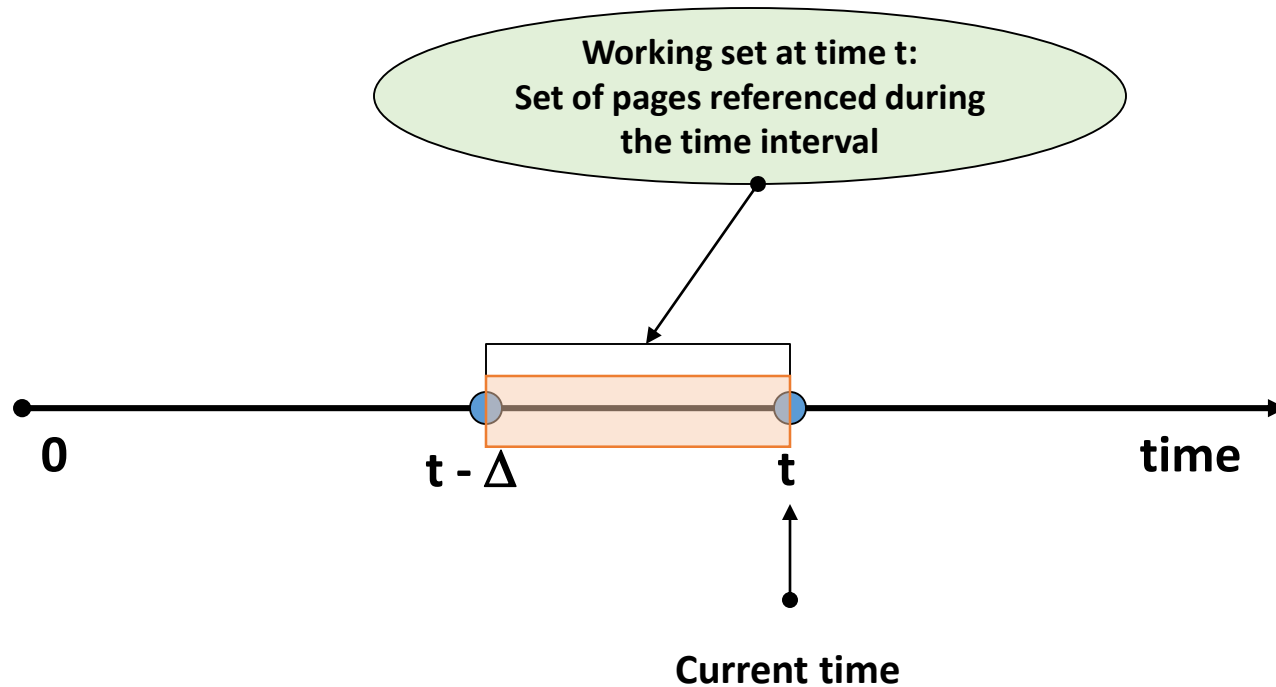 Working set at time t:
Set of pages referenced during
the time interval
0
t - Δ
t
time
Current time